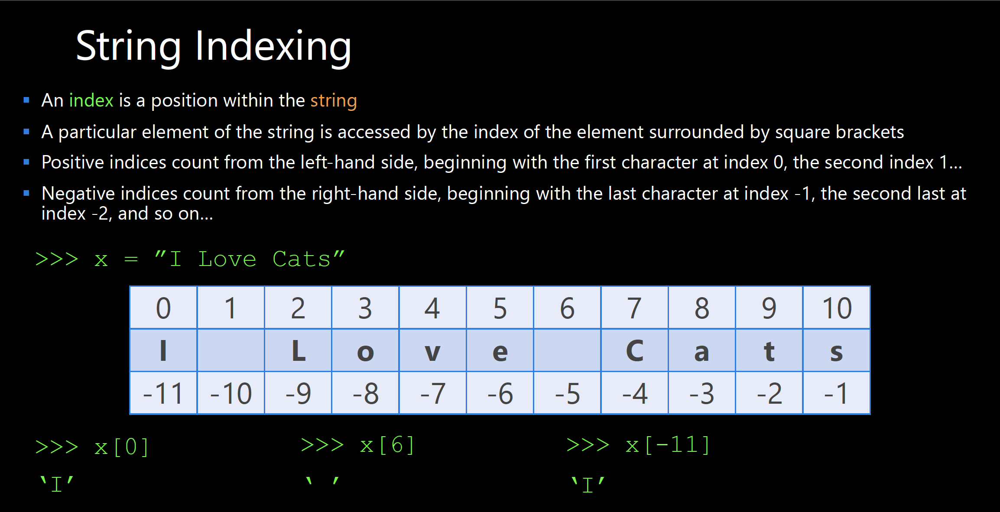 String Indexing
▪ An index is a position within the string
▪ A particular element of the string is accessed by the index of the element surrounded by square brackets
▪ Positive indices count from the left-hand side, beginning with the first character at index 0, the second index 1...
▪ Negative indices count from the right-hand side, beginning with the last character at index -1, the second last at
index -2, and so on...
>>> x = ”I Love Cats”
0 1 2 3 4 5 6 7 8 9 10
I L o v e C a t s
-11 -10 -9 -8 -7 -6 -5 -4 -3 -2 -1
>>> x[0] >>> x[6] >>> x[-11]
‘I’ ‘ ’ ‘I’